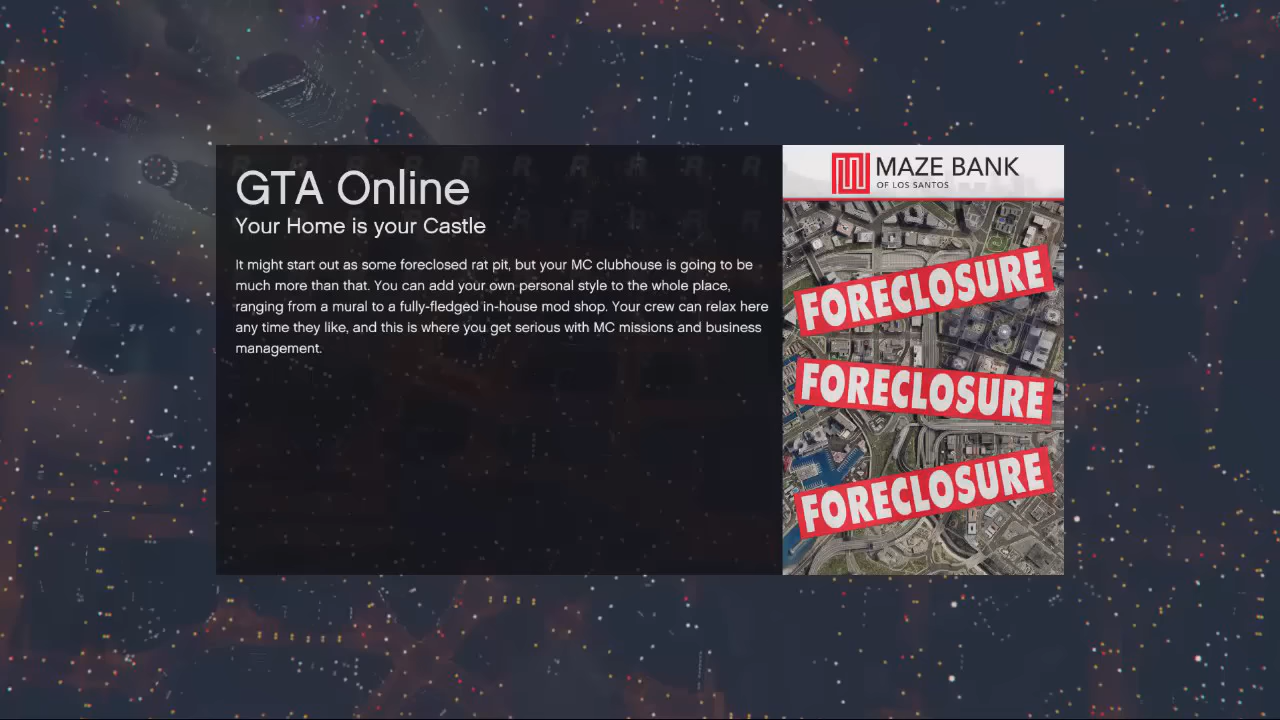 GTA Online
Your Home is your Castle
It might start out as some foreclosed rat pit, but your MC clubhouse is going to be
much more than that. You can add your own personal style to the whole place,
ranging from a mural to a fully-fledged in-house mod shop. Your crew can relax here
any time they like, and this is where you get serious with MC missions and business
management.
MAZE BANK
OF LOS SANTOS
FORECLOSURE
FORECLOSURE
FORECLOSURE